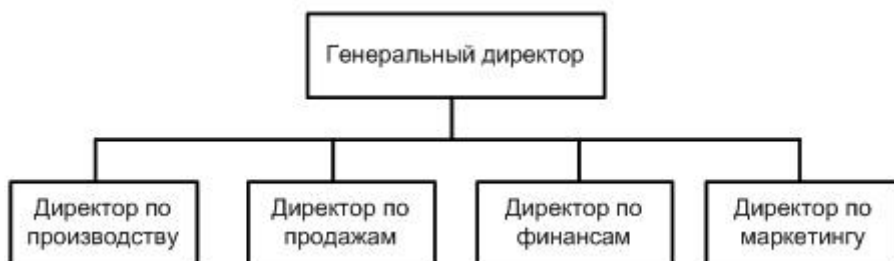 Генеральный директор
Директор по
производству
Директор по
продажам
Директор по
финансам
Директор по
маркетингу